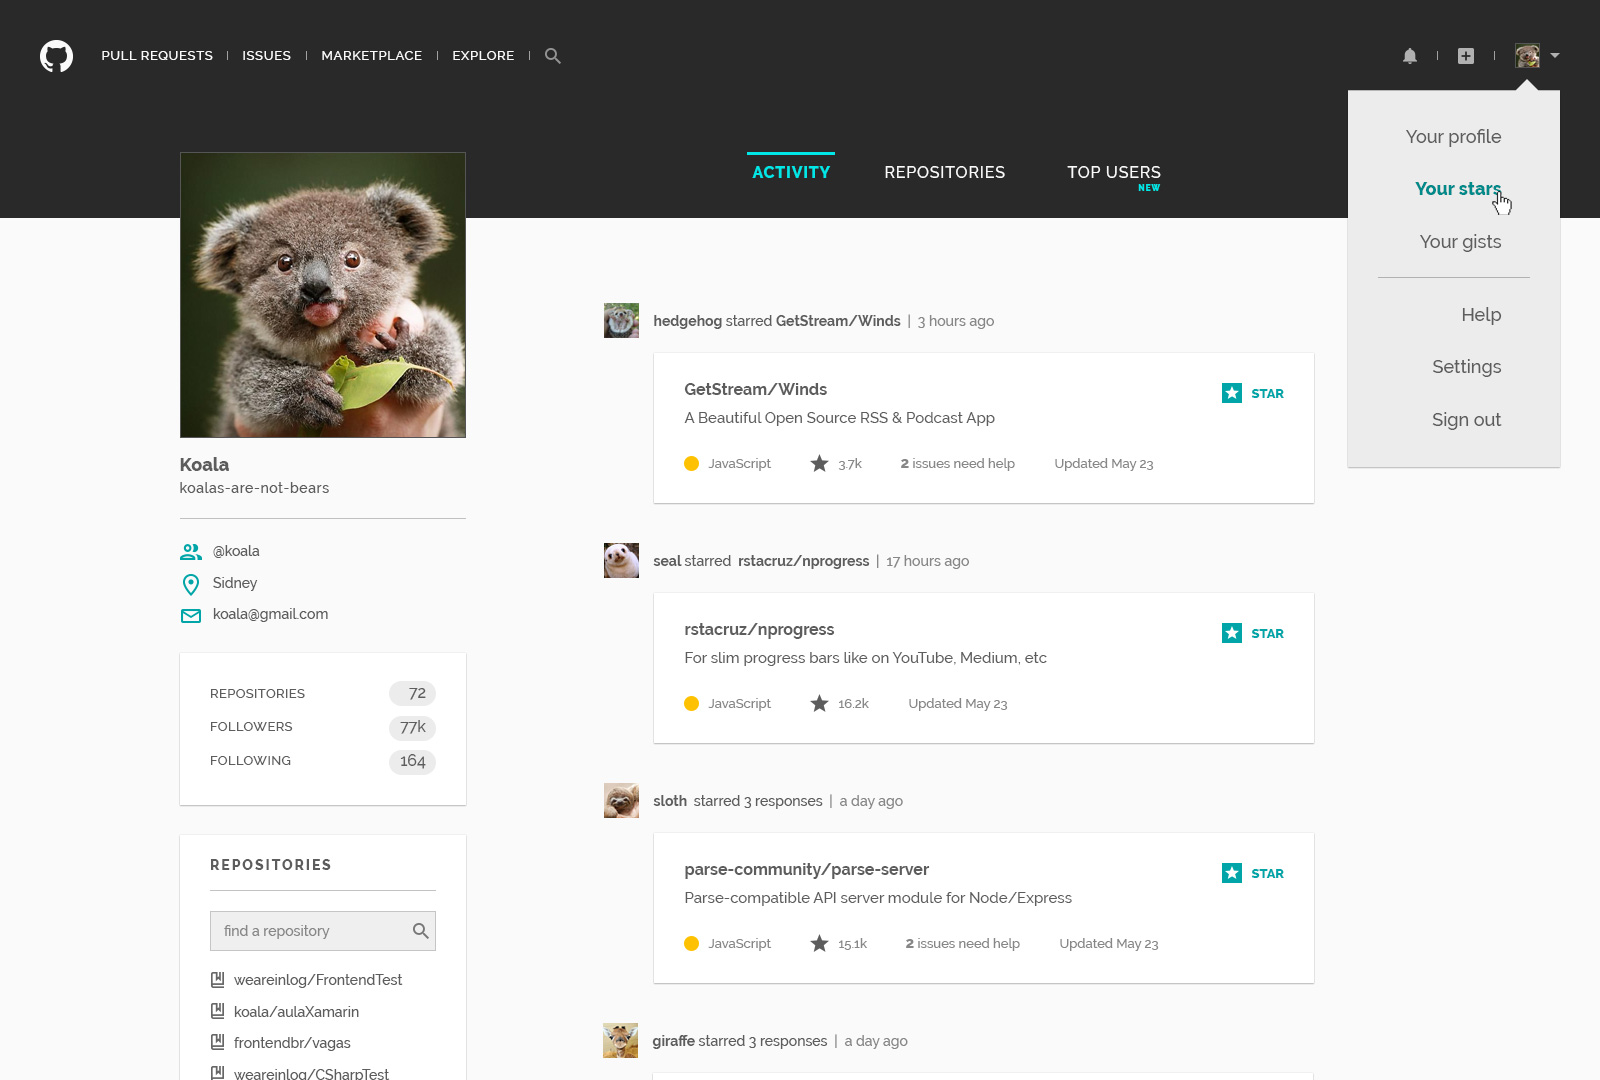 PULL REQUESTS | ISSUES | MARKETPLACE | EXPLORE
Your profile
Your stars
Your gists
Help
Settings
Sign out
ACTIVITY
REPOSITORIES
TOP USERS
NEW
Koala
koalas-are-not-bears
@koala
Sidney
koala@gmail.com
REPOSITORIES 72
FOLLOWERS 77k
FOLLOWING 164
REPOSITORIES
find a repository
weareinlog/FrontendTest
koala/aulaXamarin
frontendbr/vagas
weareinlog/CSharpTest
hedgehog starred GetStream/Winds | 3 hours ago
GetStream/Winds
STAR
A Beautiful Open Source RSS & Podcast App
JavaScript 3.7k 2 issues need help Updated May 23
seal starred rstacruz/nprogress | 17 hours ago
rstacruz/nprogress
STAR
For slim progress bars like on YouTube, Medium, etc
JavaScript 16.2k Updated May 23
sloth starred 3 responses | a day ago
parse-community/parse-server
STAR
Parse-compatible API server module for Node/Express
JavaScript 15.1k 2 issues need help Updated May 23
giraffe starred 3 responses | a day ago